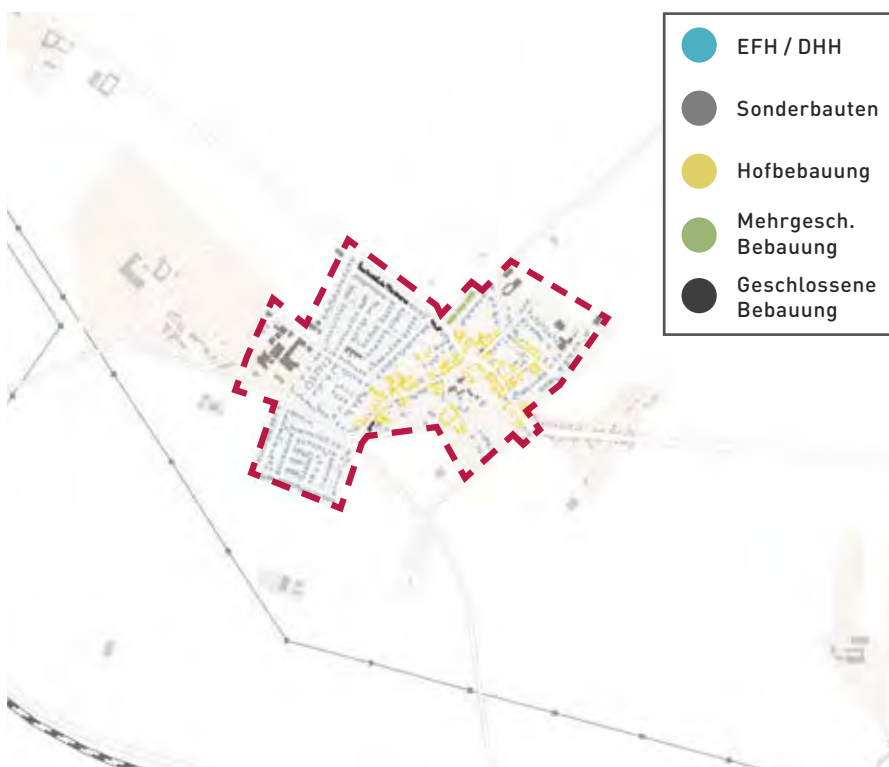 EFH / DHH
Sonderbauten
Hofbebauung
Mehrgesch.
Bebauung
Geschlossene
Bebauung